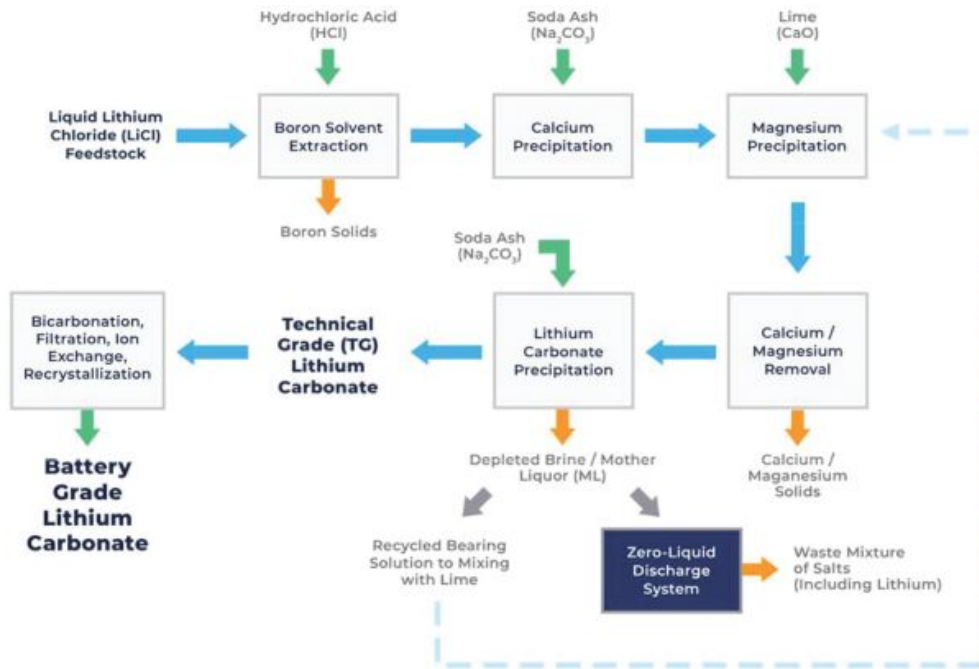 Hydrochloric Acid
(HCl)
Soda Ash
(Na₂CO₃)
Lime
(CaO)
Liquid Lithium
Chloride (LiCl)
Feedstock
Boron Solvent
Extraction
Calcium
Precipitation
Magnesium
Precipitation
Boron Solids
Soda Ash
(Na₂CO₃)
Bicarbonation,
Filtration, Ion
Exchange,
Recrystallization
Technical
Grade (TG)
Lithium
Carbonate
Lithium
Carbonate
Precipitation
Calcium /
Magnesium
Removal
Battery
Grade
Lithium
Carbonate
Depleted Brine / Mother
Liquor (ML)
Calcium /
Maganesium
Solids
Recycled Bearing
Solution to Mixing
with Lime
Zero-Liquid
Discharge
System
Waste Mixture
of Salts
(Including Lithium)